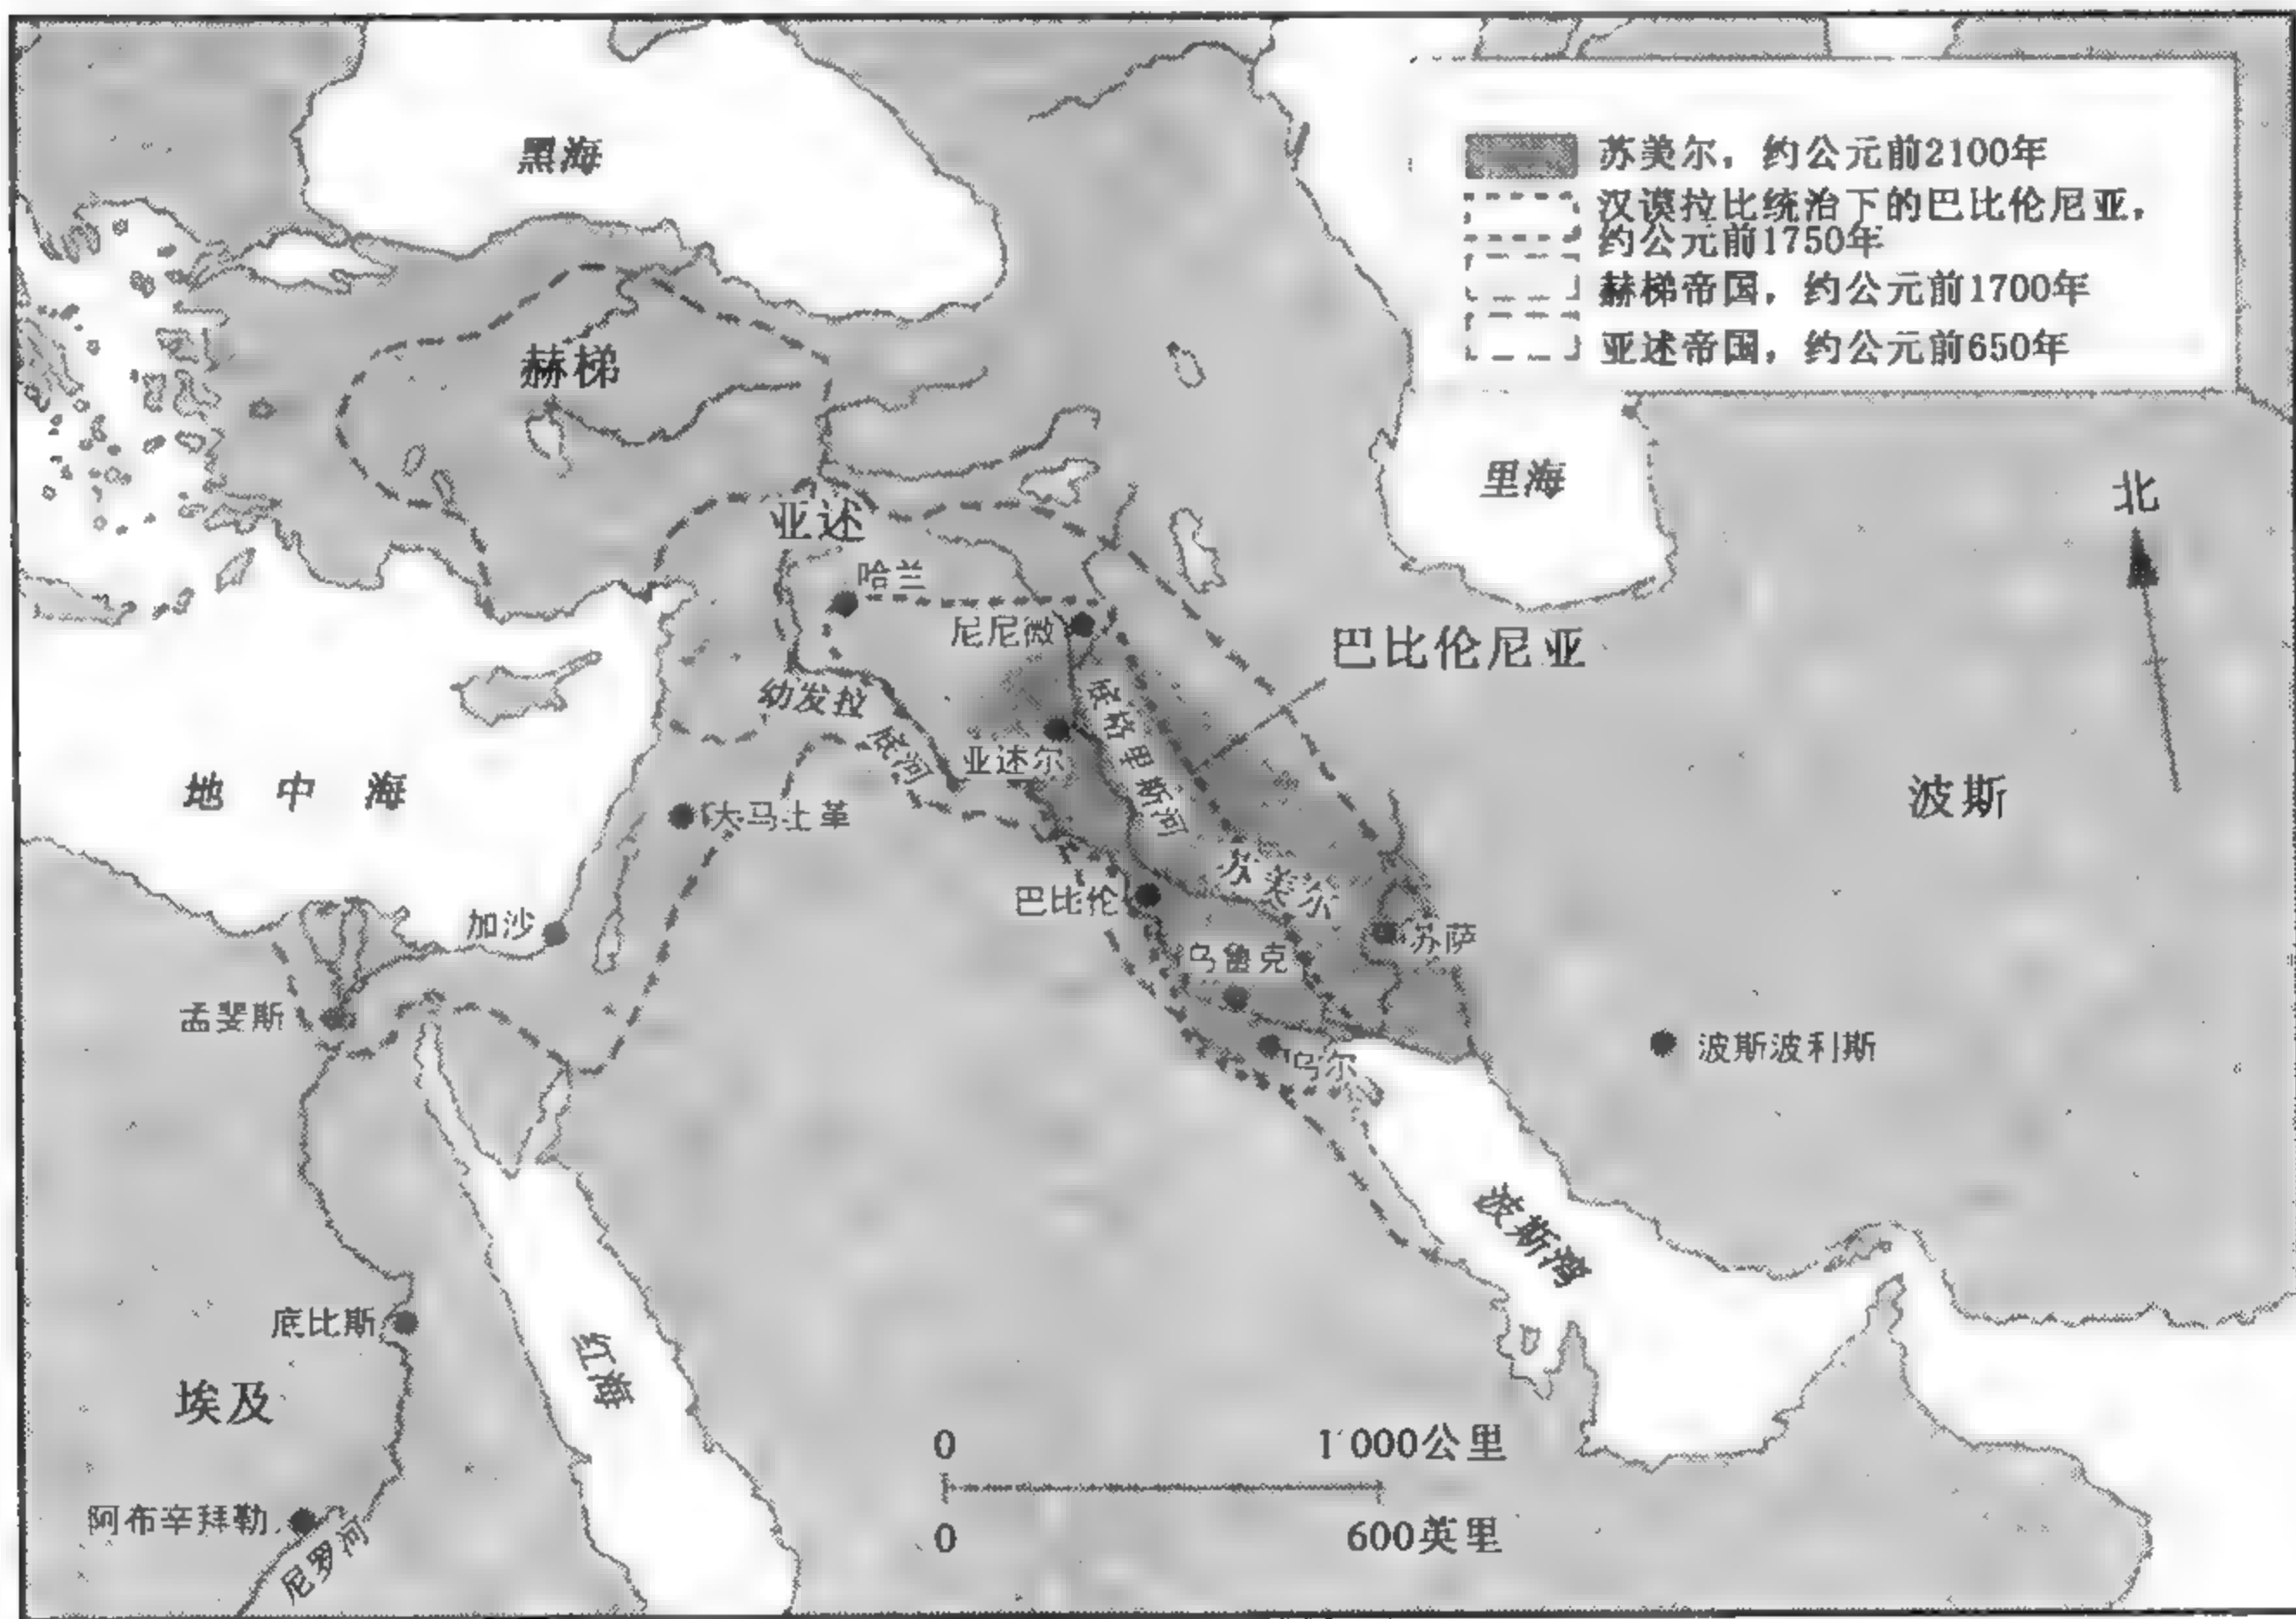 黑海
苏美尔，约公元前2100年
汉谟拉比统治下的巴比伦尼亚，
约公元前1750年
赫梯帝国，约公元前1700年
亚述帝国，约公元前650年
赫梯
里海
北
亚述
哈兰
尼尼微
巴比伦尼亚
幼发拉
底河
底格里斯河
亚述尔
地中海
大马士革
波斯
苏美尔
巴比伦
加沙
乌鲁克
苏萨
孟斐斯
乌尔
波斯波利斯
波斯湾
底比斯
红海
埃及
0
1 000公里
阿布辛拜勒
尼罗河
0
600英里